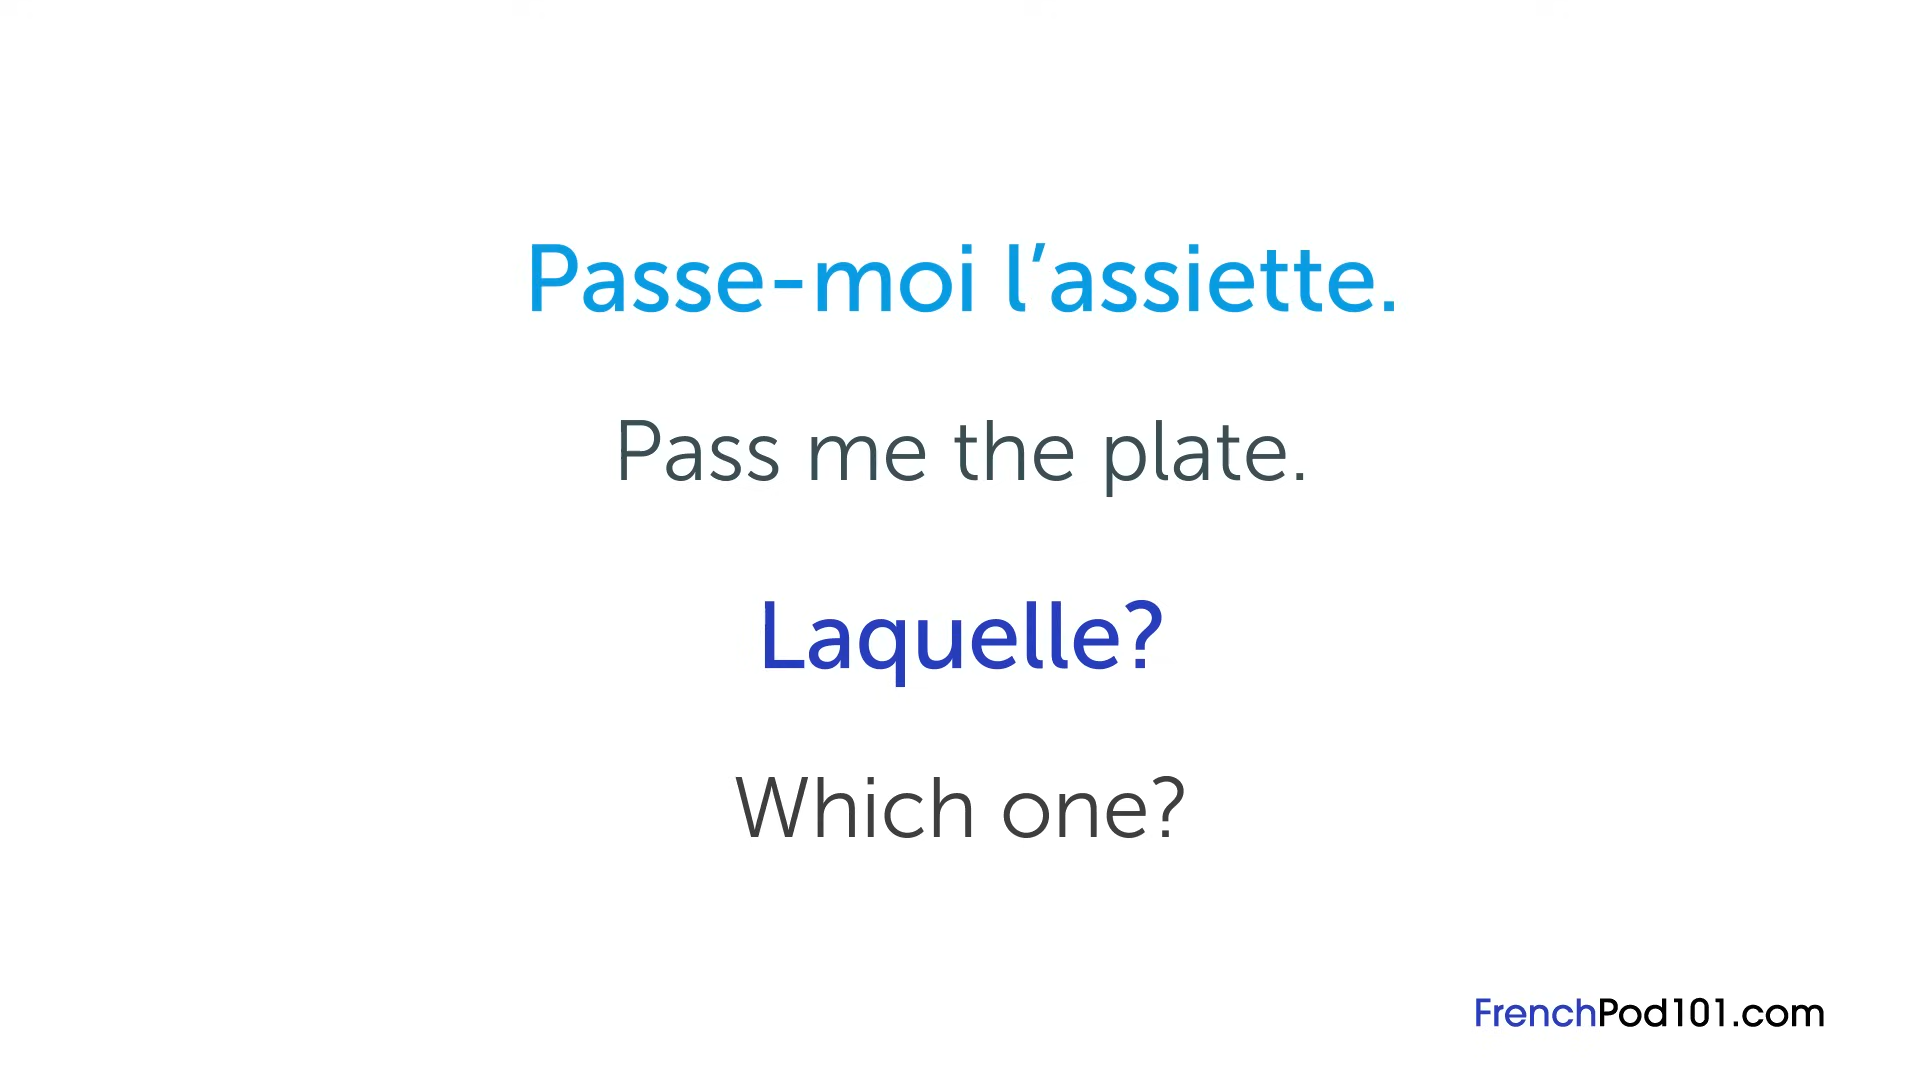 Passe-moi l’assiette.
Pass me the plate.
Laquelle?
Which one?
FrenchPod101.com